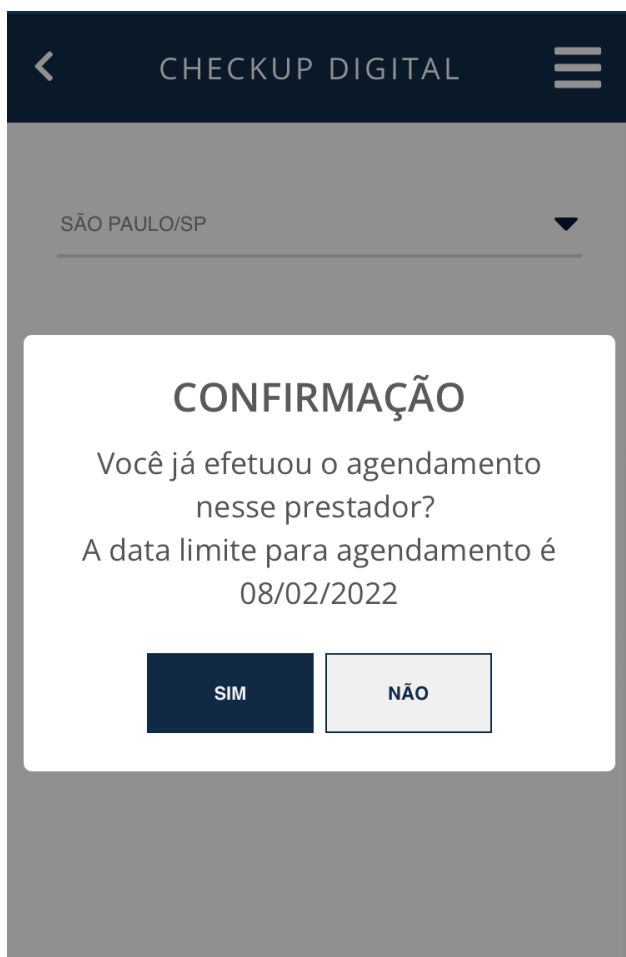 CHECKUP DIGITAL
SÃO PAULO/SP
CONFIRMAÇÃO
Você já efetuou o agendamento
nesse prestador?
A data limite para agendamento é
08/02/2022
SIM
NÃO